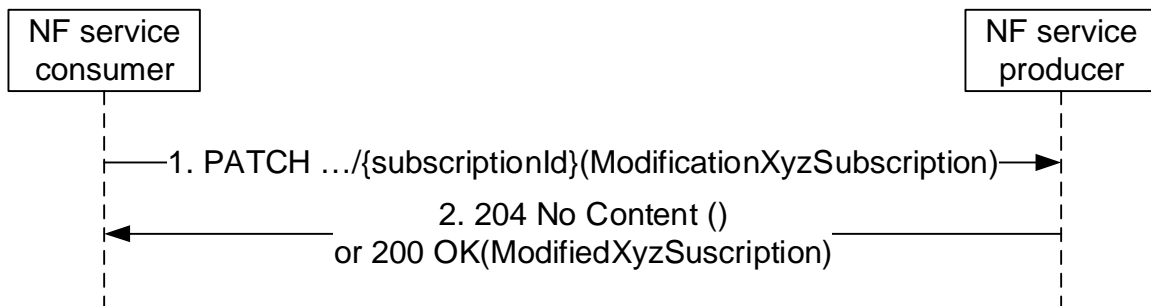 NF service
consumer
NF service
producer
1. PATCH …/{subscriptionId}(ModificationXyzSubscription)
2. 204 No Content ()
or 200 OK(ModifiedXyzSuscription)